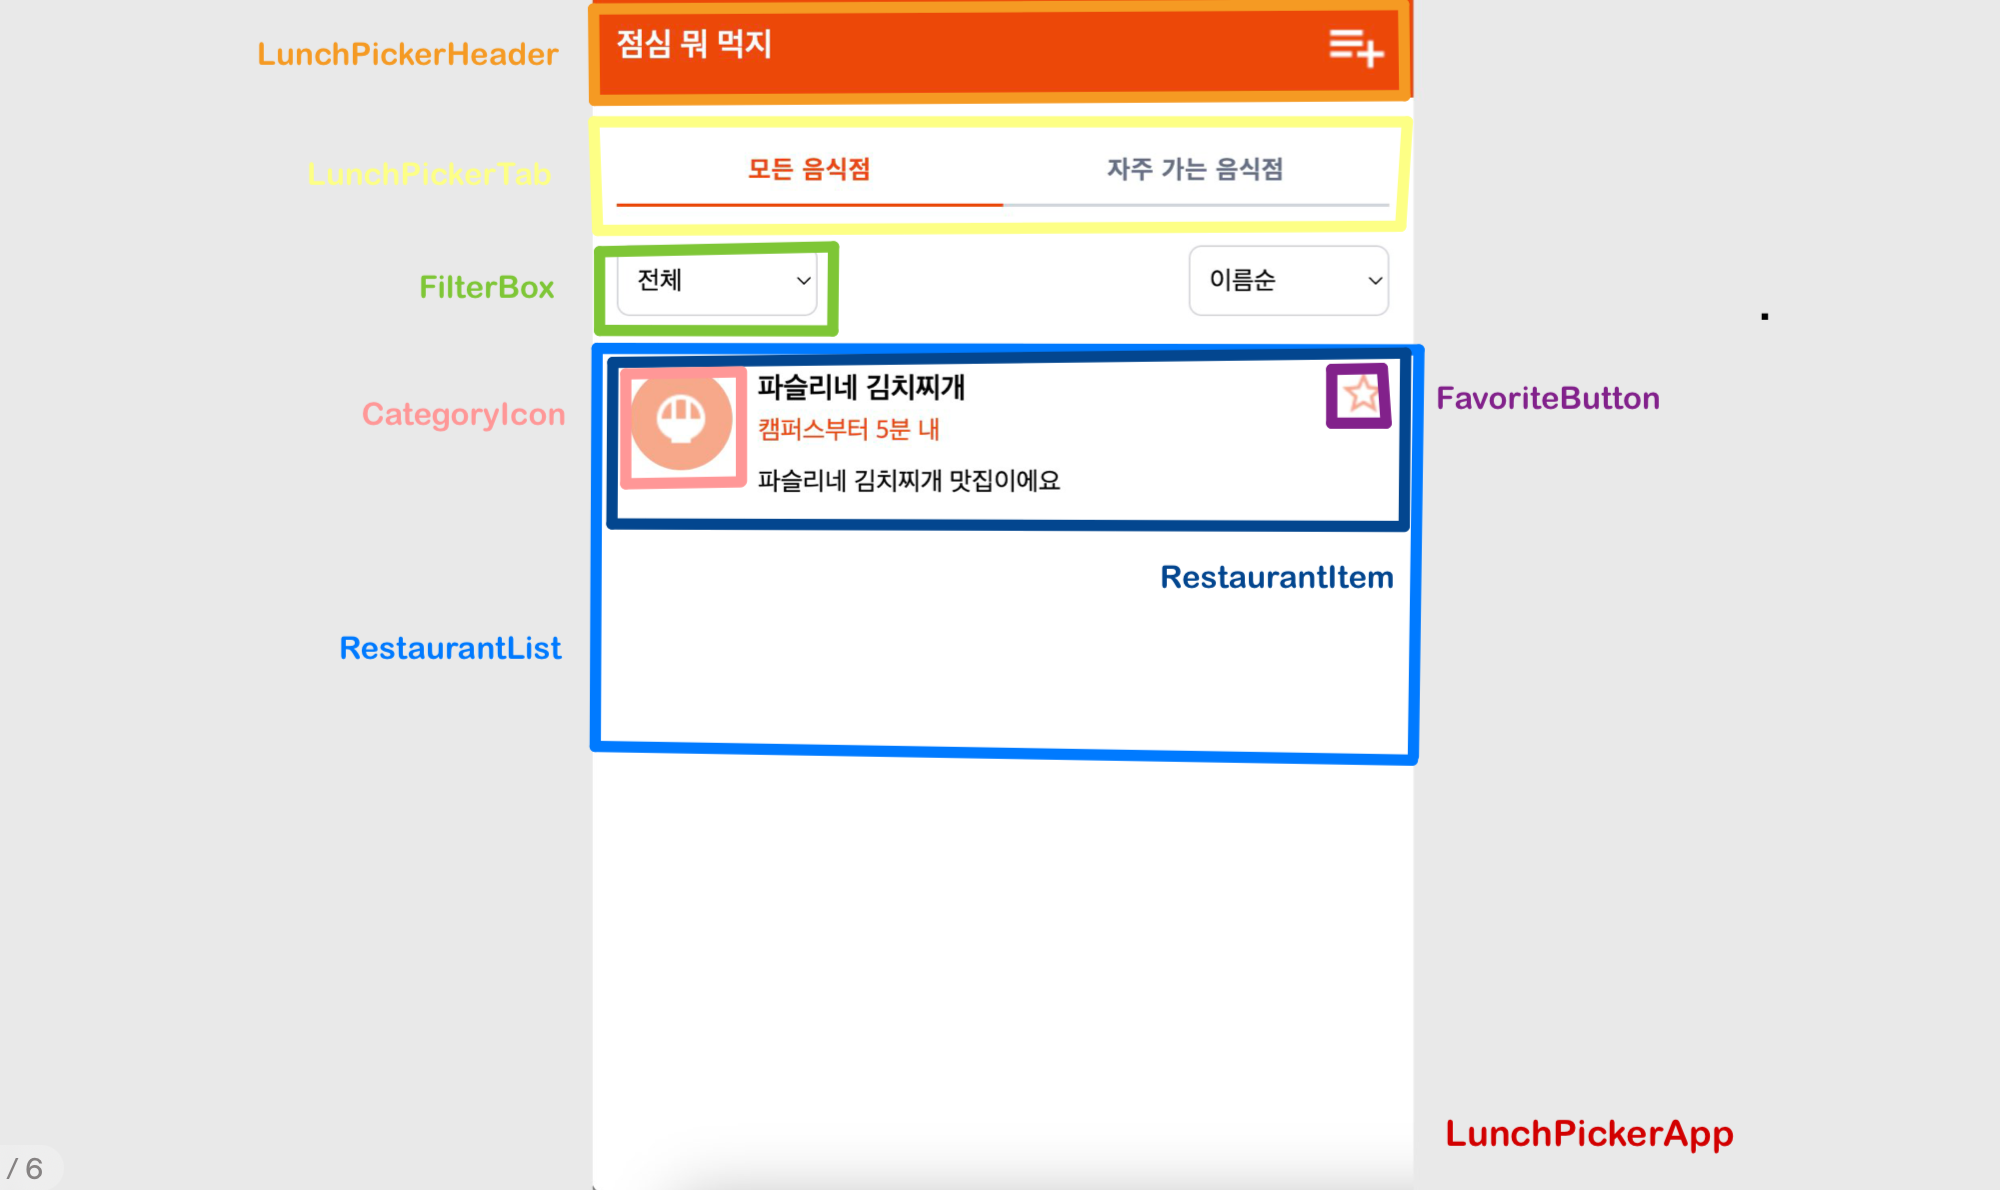 LunchPickerHeader
점심 뭐 먹지
LunchPickerTab
모든 음식점
자주 가는 음식점
FilterBox
전체
이름순
CategoryIcon
파슬리네 김치찌개
캠퍼스부터 5분 내
파슬리네 김치찌개 맛집이에요
FavoriteButton
RestaurantItem
RestaurantList
.
LunchPickerApp
/ 6